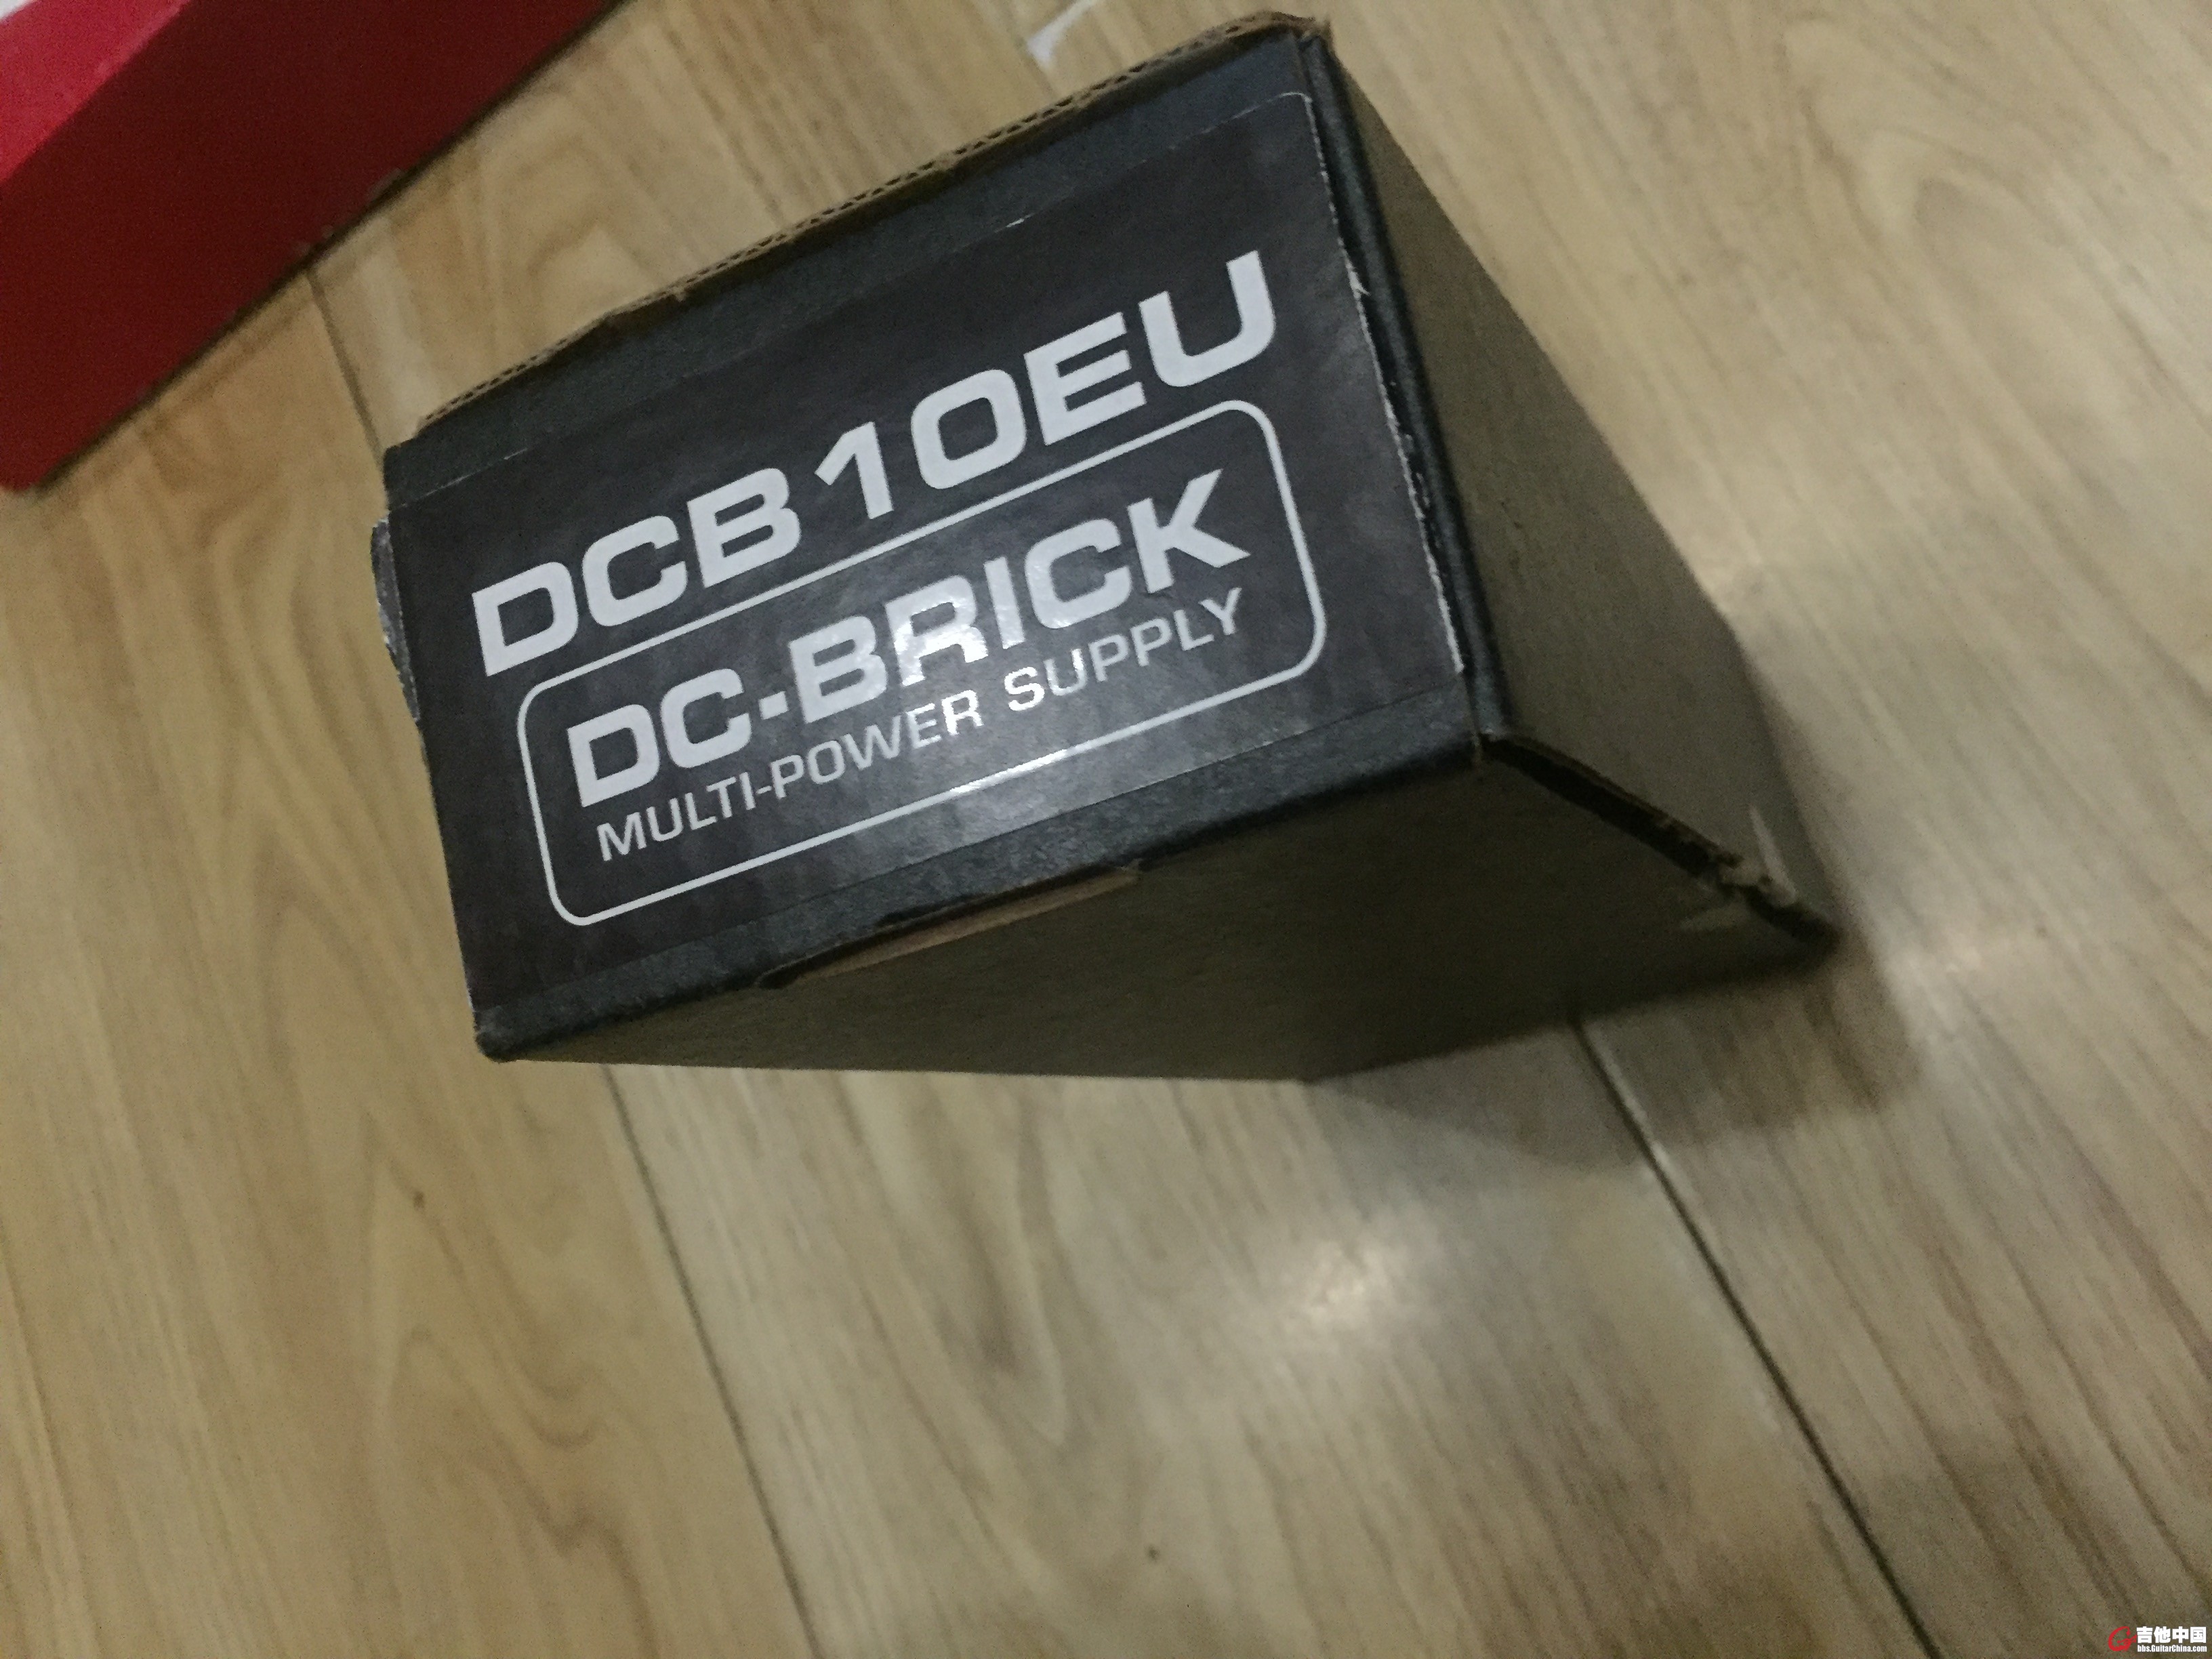 DCB10EU
DC-BRICK
MULTI-POWER SUPPLY
吉他中国
bbs.GuitarChina.com